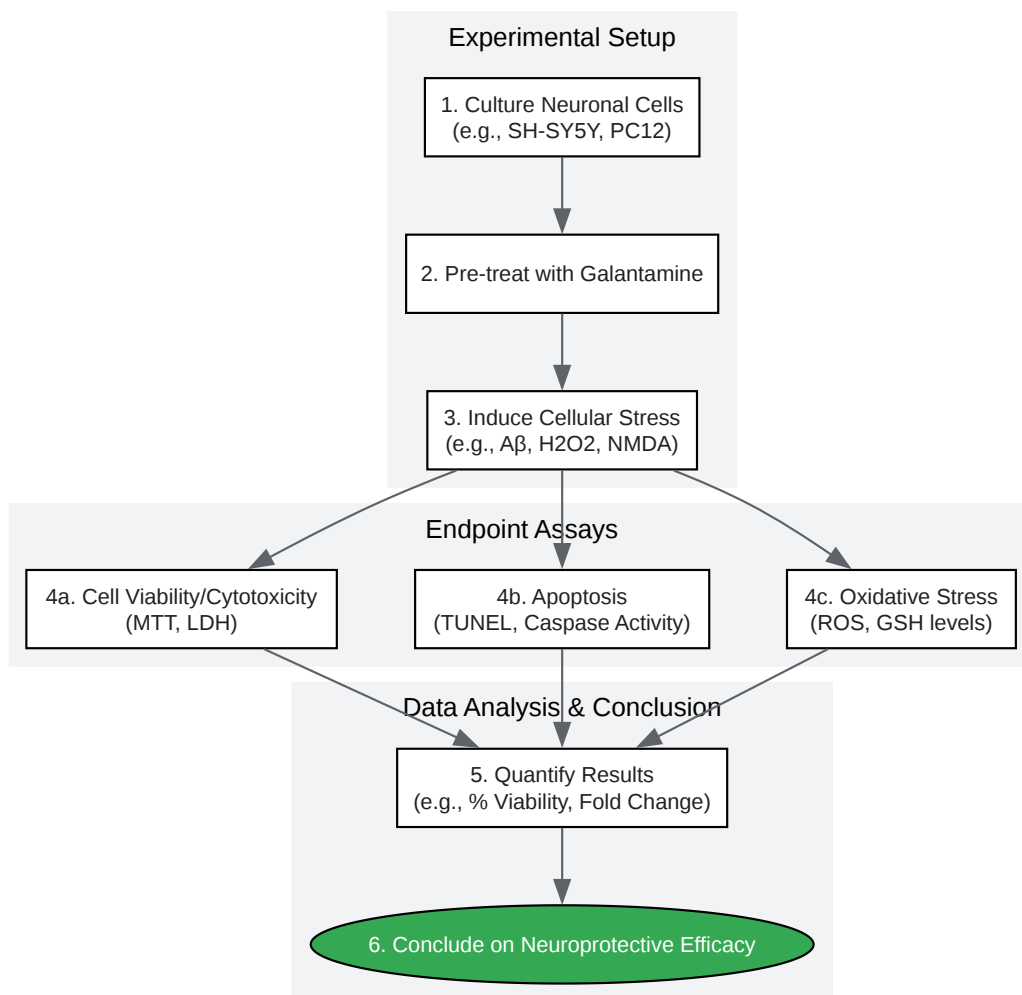 Experimental Setup
1. Culture Neuronal Cells
(e.g., SH-SY5Y, PC12)
2. Pre-treat with Galantamine
3. Induce Cellular Stress
(e.g., Aβ, H2O2, NMDA)
Endpoint Assays
4a. Cell Viability/Cytotoxicity
(MTT, LDH)
4b. Apoptosis
(TUNEL, Caspase Activity)
4c. Oxidative Stress
(ROS, GSH levels)
Data Analysis & Conclusion
5. Quantify Results
(e.g., % Viability, Fold Change)
6. Conclude on Neuroprotective Efficacy